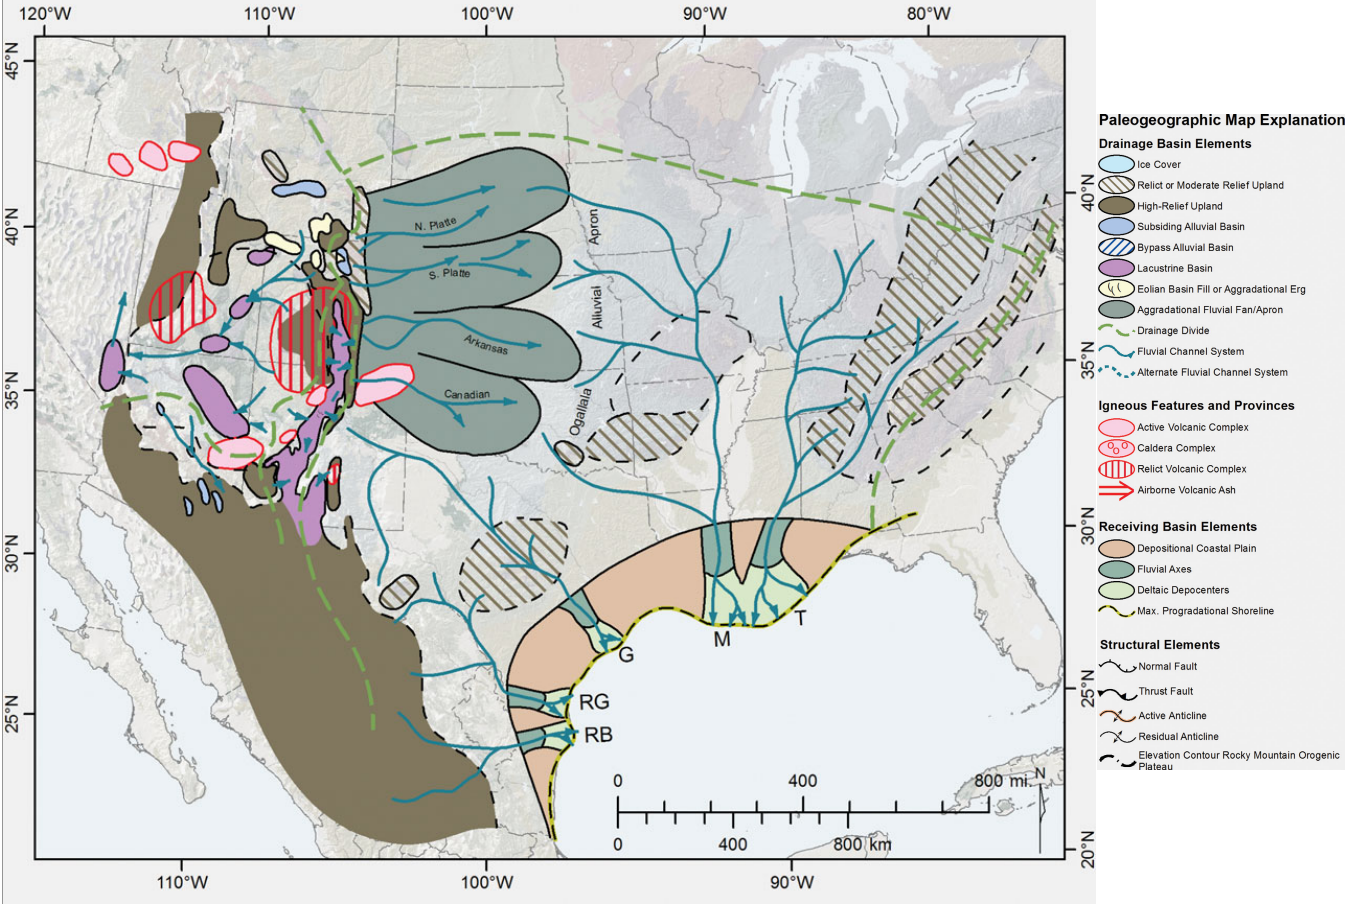 120°W 110°W 100°W 90°W 80°W
45°N
40°N
35°N
30°N
25°N
40°N
35°N
30°N
25°N
20°N
N. Platte
S. Platte
Arkansas
Canadian
Apron
Alluvial
Ogallala
M
T
G
RG
RB
0 400 800 mi.
0 400 800 km
N
110°W 100°W 90°W
Paleogeographic Map Explanation
Drainage Basin Elements
Ice Cover
Relict or Moderate Relief Upland
High-Relief Upland
Subsiding Alluvial Basin
Bypass Alluvial Basin
Lacustrine Basin
Eolian Basin Fill or Aggradational Erg
Aggradational Fluvial Fan/Apron
Drainage Divide
Fluvial Channel System
Alternate Fluvial Channel System
Igneous Features and Provinces
Active Volcanic Complex
Caldera Complex
Relict Volcanic Complex
Airborne Volcanic Ash
Receiving Basin Elements
Depositional Coastal Plain
Fluvial Axes
Deltaic Depocenters
Max. Progradational Shoreline
Structural Elements
Normal Fault
Thrust Fault
Active Anticline
Residual Anticline
Elevation Contour Rocky Mountain Orogenic
Plateau